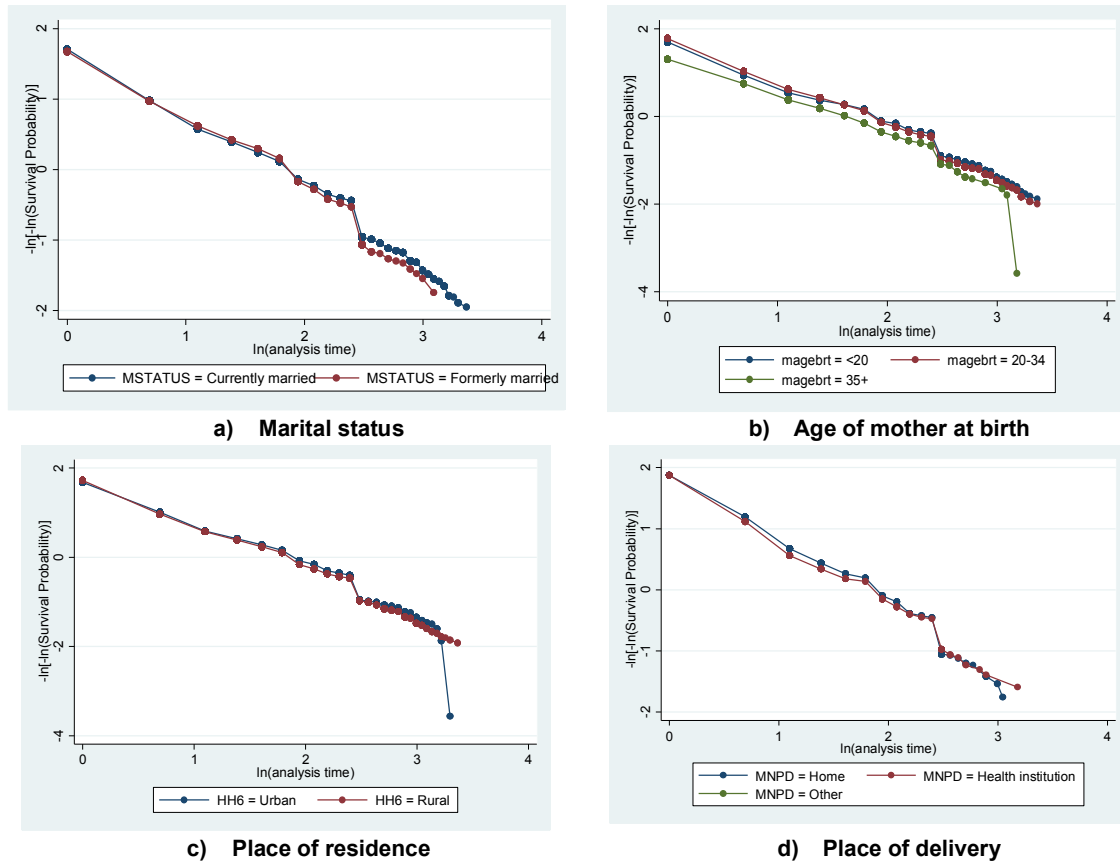 -ln[-ln(Survival Probability)]
2
1
0
-1
-2
0 1 2 3 4
ln(analysis time)
MSTATUS = Currently married MSTATUS = Formerly married
a) Marital status
-ln[-ln(Survival Probability)]
2
0
-2
-4
0 1 2 3 4
ln(analysis time)
magebrt = <20 magebrt = 20-34
magebrt = 35+
b) Age of mother at birth
-ln[-ln(Survival Probability)]
2
0
-2
-4
0 1 2 3 4
ln(analysis time)
HH6 = Urban HH6 = Rural
c) Place of residence
-ln[-ln(Survival Probability)]
2
1
0
-1
-2
0 1 2 3 4
ln(analysis time)
MNPD = Home MNPD = Health institution
MNPD = Other
d) Place of delivery